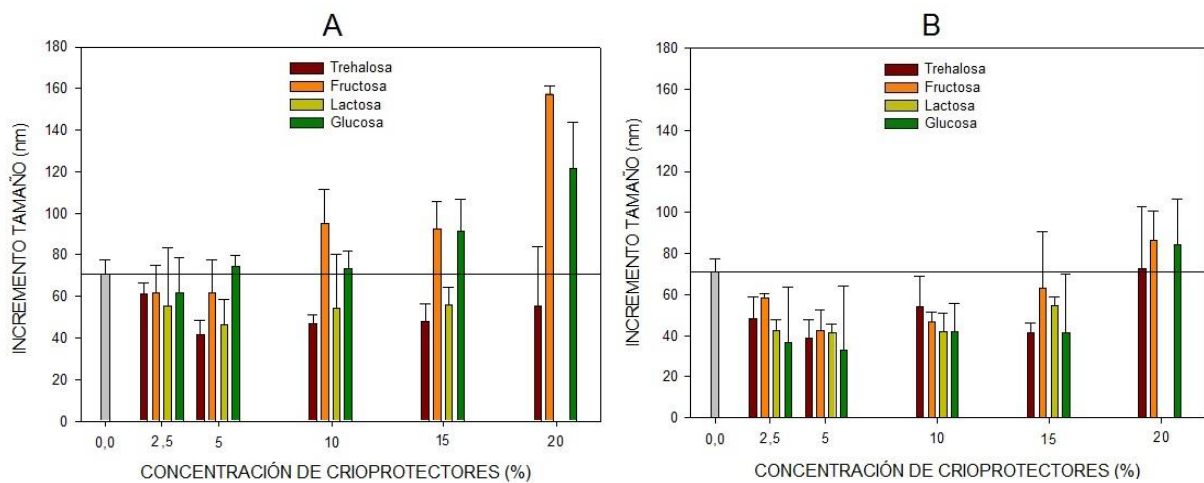 A
INCREMENTO TAMAÑO (nm)
180
160
140
120
100
80
60
40
20
0
Trehalosa
Fructosa
Lactosa
Glucosa
0,0 2,5 5 10 15 20
CONCENTRACIÓN DE CRIOPROTECTORES (%)
B
INCREMENTO TAMAÑO (nm)
180
160
140
120
100
80
60
40
20
0
Trehalosa
Fructosa
Lactosa
Glucosa
0,0 2,5 5 10 15 20
CONCENTRACIÓN DE CRIOPROTECTORES (%)